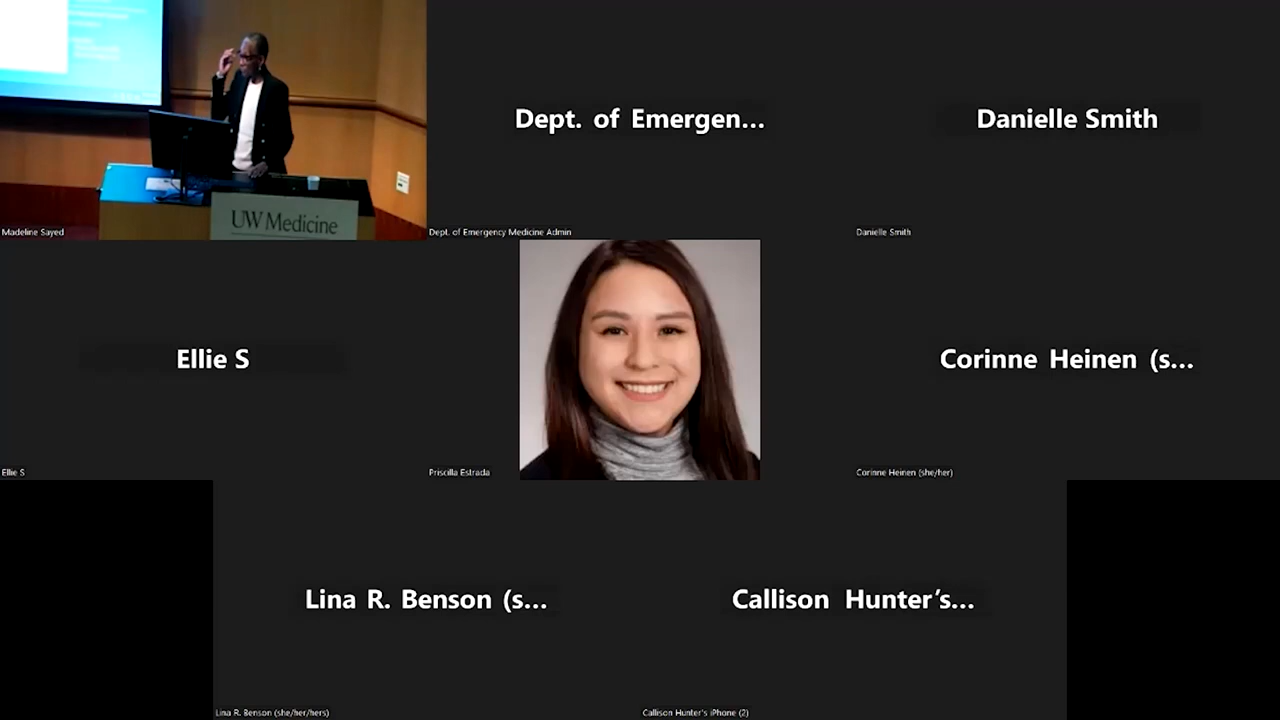 UW Medicine
Madeline Sayed
Dept. of Emergen...
Dept. of Emergency Medicine Admin
Danielle Smith
Danielle Smith
Ellie S
Ellie S
Priscilla Estrada
Corinne Heinen (s...
Corinne Heinen (she/her)
Lina R. Benson (s...
Lina R. Benson (she/her/hers)
Callison Hunter's...
Callison Hunter's iPhone (2)